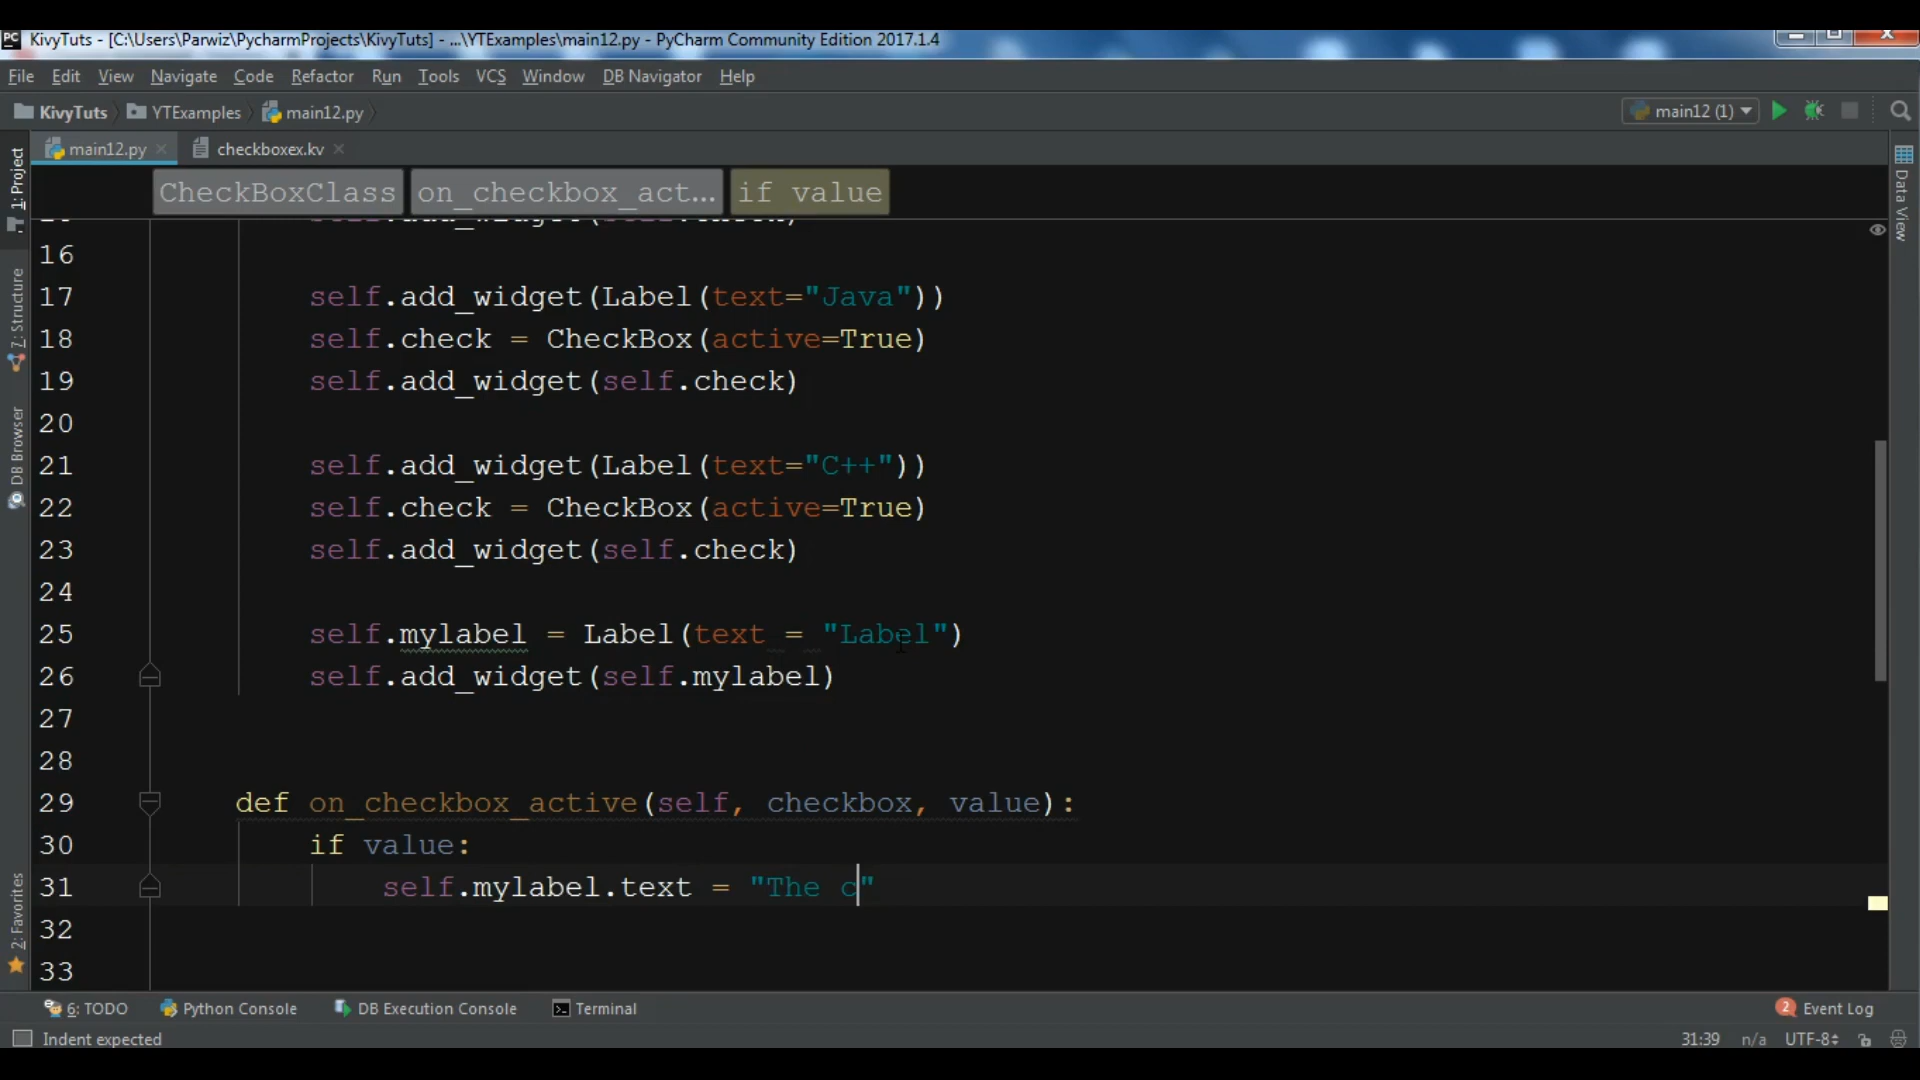 PC KivyTuts - [C:\Users\Parwiz\PycharmProjects\KivyTuts] - ...\YTExamples\main12.py - PyCharm Community Edition 2017.1.4
File Edit View Navigate Code Refactor Run Tools VCS Window DB Navigator Help
KivyTuts YTExamples main12.py main12 (1)
main12.py checkboxex.kv
CheckBoxClass on_checkbox_act... if value
1: Project
7: Structure
DB Browser
2: Favorites
Data View
16
17 self.add_widget(Label(text="Java"))
18 self.check = CheckBox(active=True)
19 self.add_widget(self.check)
20
21 self.add_widget(Label(text="C++"))
22 self.check = CheckBox(active=True)
23 self.add_widget(self.check)
24
25 self.mylabel = Label(text = "Label")
26 self.add_widget(self.mylabel)
27
28
29 def on_checkbox_active(self, checkbox, value):
30 if value:
31 self.mylabel.text = "The c"
32
33
6: TODO Python Console DB Execution Console Terminal 2 Event Log
Indent expected 31:39 n/a UTF-8